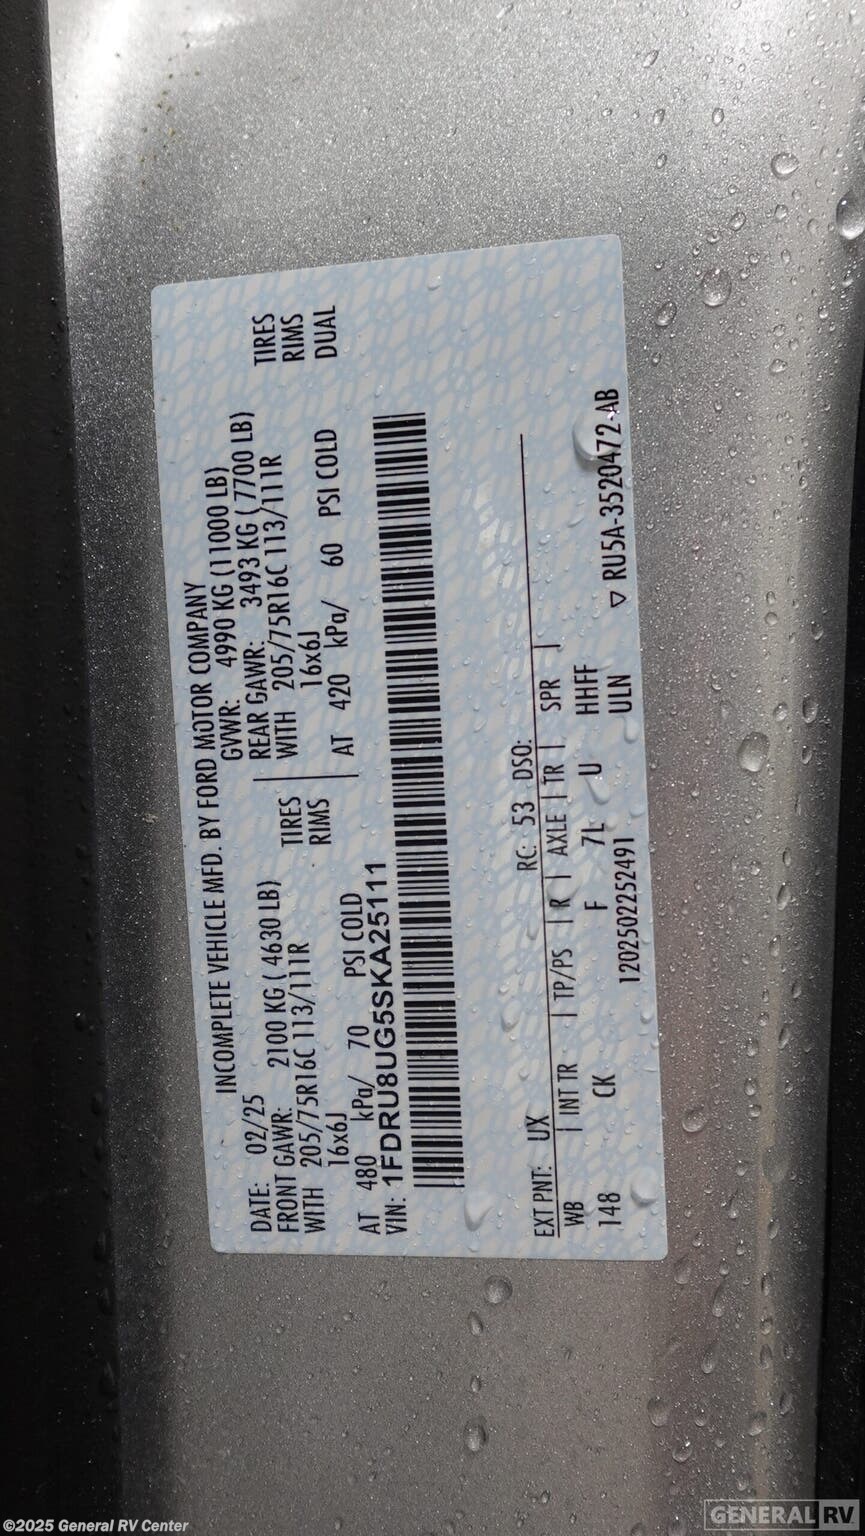 INCOMPLETE VEHICLE MFD. BY FORD MOTOR COMPANY
DATE: 02/25 GVWR: 4990 KG (11000 LB)
FRONT GAWR: 2100 KG ( 4630 LB) REAR GAWR: 3493 KG ( 7700 LB)
WITH 205/75R16C 113/111R TIRES WITH 205/75R16C 113/111R TIRES
16x6J RIMS 16x6J RIMS
AT 480 kPa/ 70 PSI COLD AT 420 kPa/ 60 PSI COLD DUAL
VIN: 1FDRU8UG5SKA25111
EXT PNT: UX RC: 53 DSO:
WB | INT TR | TP/PS | R | AXLE | TR | SPR |
148 CK F 7L U HHFF
1202502252491 ULN ▽ RU5A-3520472-AB
©2025 General RV Center
GENERAL RV